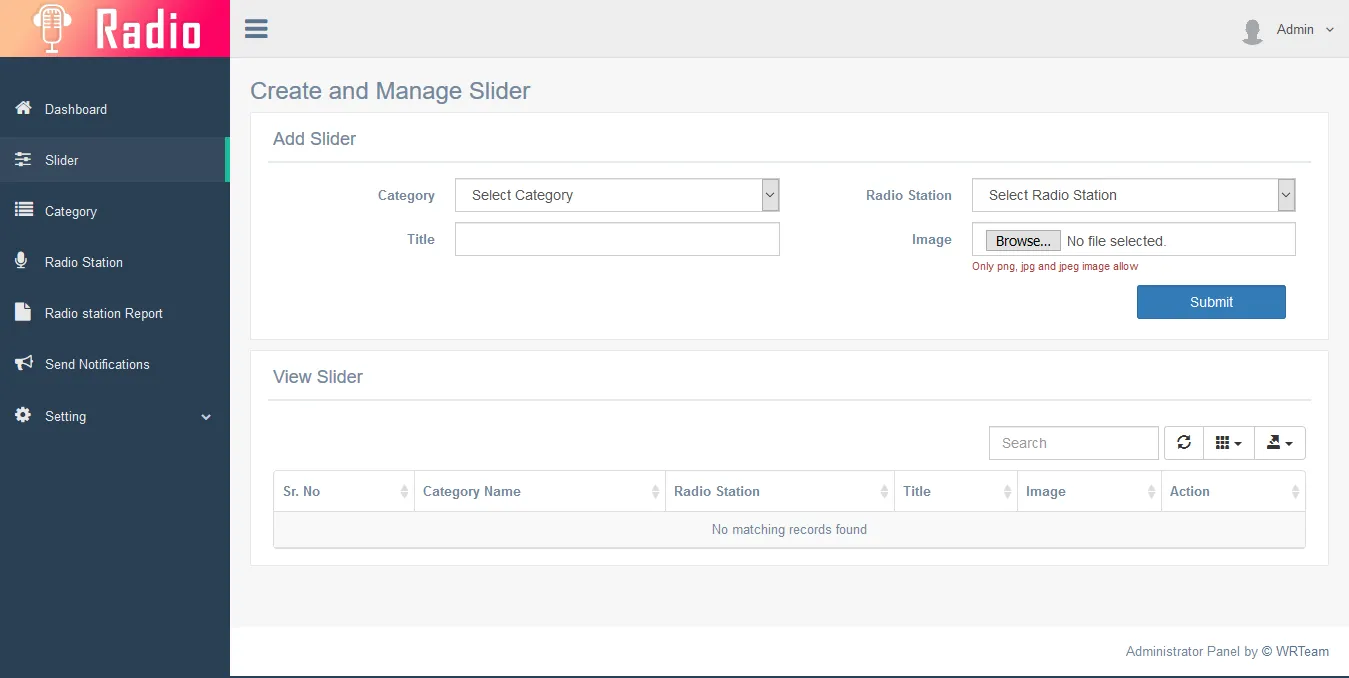 Radio
Admin
Dashboard
Slider
Category
Radio Station
Radio station Report
Send Notifications
Setting
Create and Manage Slider
Add Slider
Category Select Category Radio Station Select Radio Station
Title Image Browse... No file selected.
Only png, jpg and jpeg image allow
Submit
View Slider
Search
Sr. No Category Name Radio Station Title Image Action
No matching records found
Administrator Panel by © WRTeam